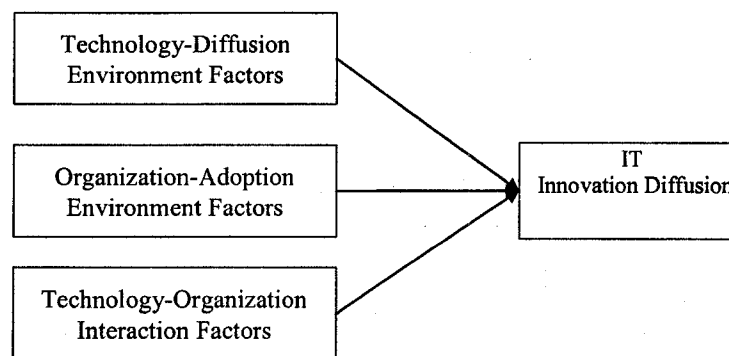 Technology-Diffusion
Environment Factors
Organization-Adoption
Environment Factors
IT
Innovation Diffusion
Technology-Organization
Interaction Factors